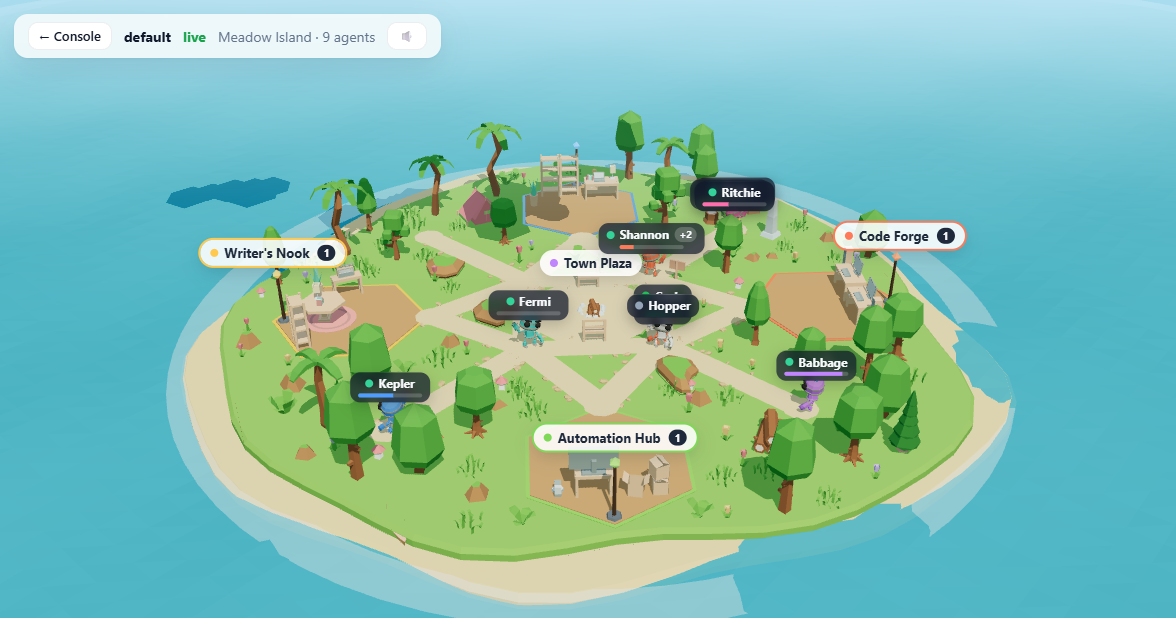 ← Console default live Meadow Island · 9 agents
Ritchie
Shannon +2
Code Forge 1
Writer's Nook 1
Town Plaza
Fermi
Hopper
Babbage
Kepler
Automation Hub 1